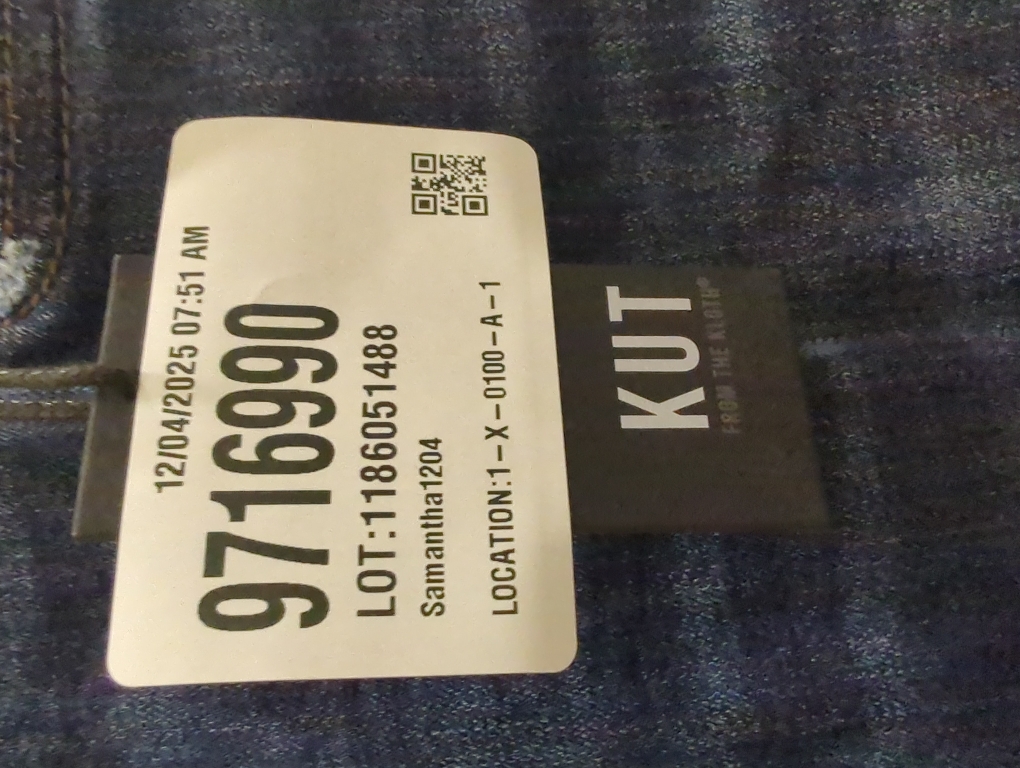 12/04/2025 07:51 AM
9716990
LOT:1186051488
Samantha1204
LOCATION:1-X-0100-A-1
KUT
FROM THE KLOTH®